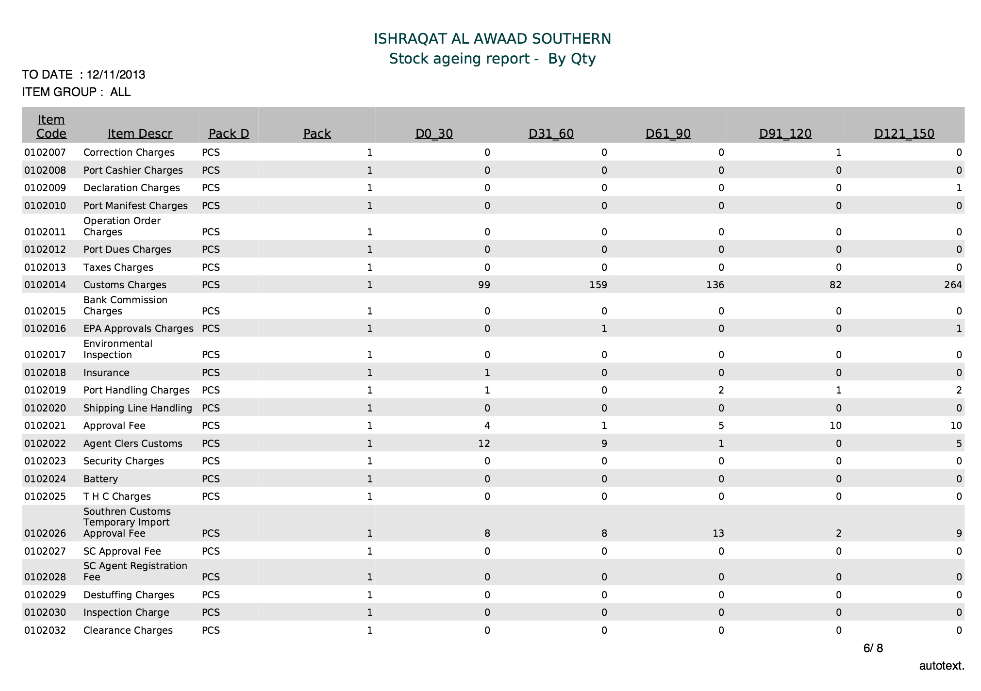 ISHRAQAT AL AWAAD SOUTHERN
Stock ageing report -  By Qty
TO DATE  : 12/11/2013
ITEM GROUP :  ALL
Item Code Item Descr Pack D Pack D0_30 D31_60 D61_90 D91_120 D121_150
0102007 Correction Charges PCS 1 0 0 0 1 0
0102008 Port Cashier Charges PCS 1 0 0 0 0 0
0102009 Declaration Charges PCS 1 0 0 0 0 1
0102010 Port Manifest Charges PCS 1 0 0 0 0 0
Operation Order
0102011 Charges PCS 1 0 0 0 0 0
0102012 Port Dues Charges PCS 1 0 0 0 0 0
0102013 Taxes Charges PCS 1 0 0 0 0 0
0102014 Customs Charges PCS 1 99 159 136 82 264
Bank Commission
0102015 Charges PCS 1 0 0 0 0 0
0102016 EPA Approvals Charges PCS 1 0 1 0 0 1
Environmental
0102017 Inspection PCS 1 0 0 0 0 0
0102018 Insurance PCS 1 1 0 0 0 0
0102019 Port Handling Charges PCS 1 1 0 2 1 2
0102020 Shipping Line Handling PCS 1 0 0 0 0 0
0102021 Approval Fee PCS 1 4 1 5 10 10
0102022 Agent Clers Customs PCS 1 12 9 1 0 5
0102023 Security Charges PCS 1 0 0 0 0 0
0102024 Battery PCS 1 0 0 0 0 0
0102025 T H C Charges PCS 1 0 0 0 0 0
Southren Customs
Temporary Import
0102026 Approval Fee PCS 1 8 8 13 2 9
0102027 SC Approval Fee PCS 1 0 0 0 0 0
SC Agent Registration
0102028 Fee PCS 1 0 0 0 0 0
0102029 Destuffing Charges PCS 1 0 0 0 0 0
0102030 Inspection Charge PCS 1 0 0 0 0 0
0102032 Clearance Charges PCS 1 0 0 0 0 0
6/ 8
autotext.